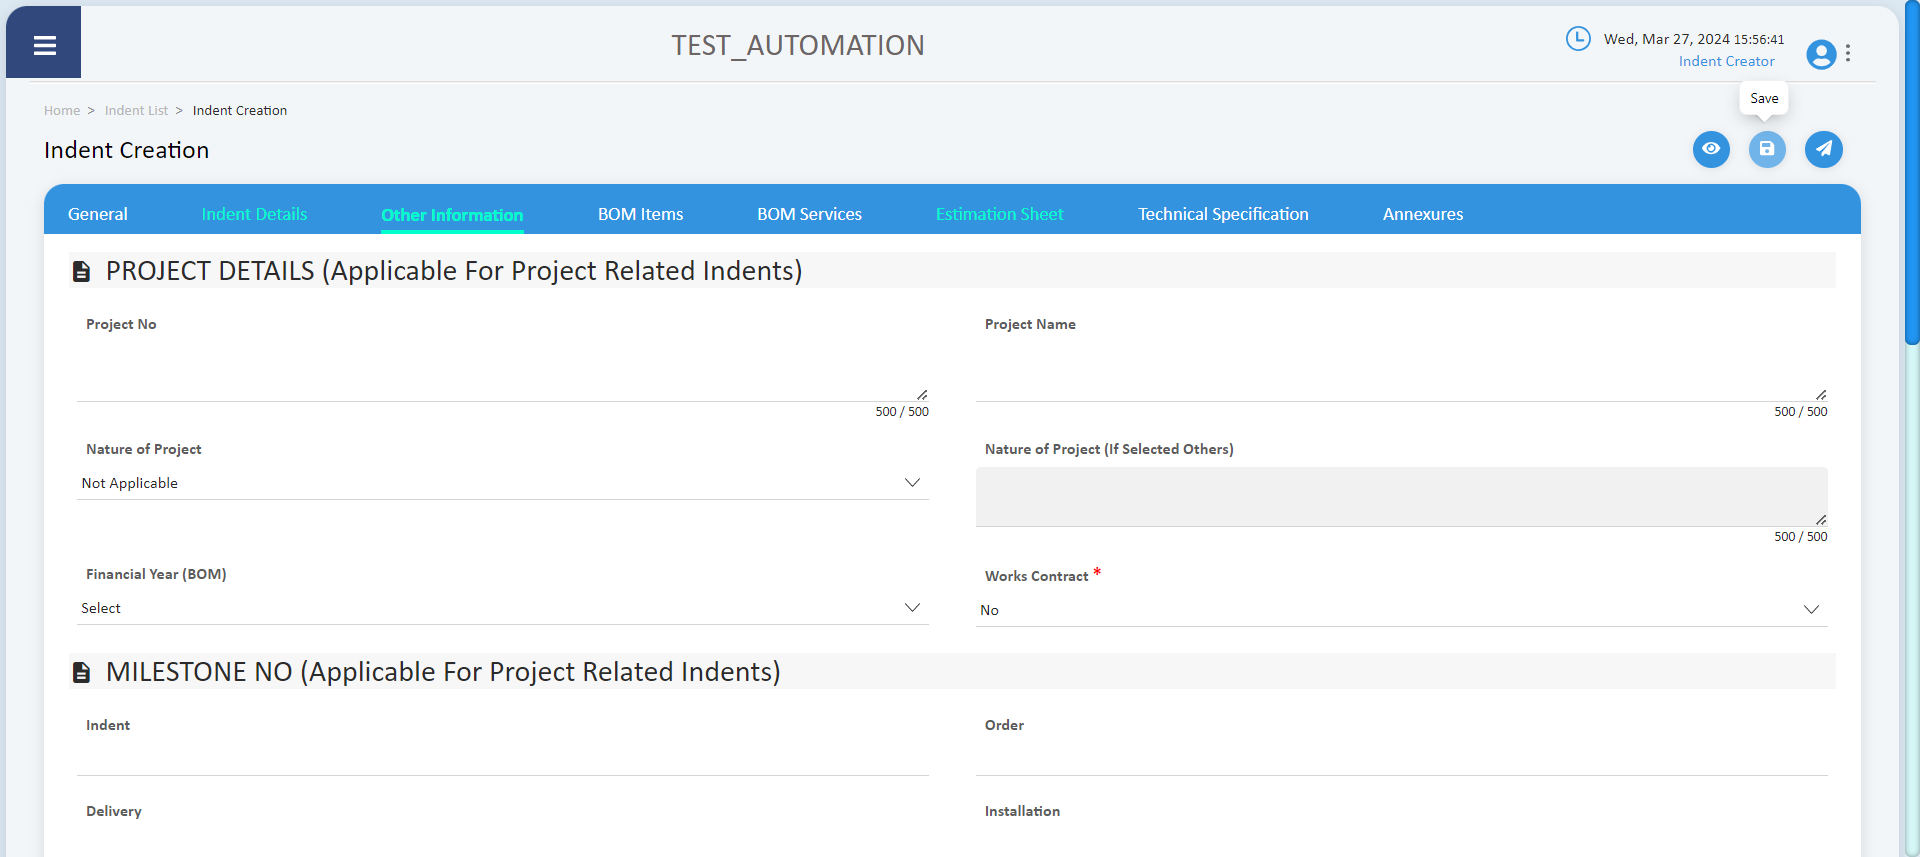 TEST_AUTOMATION
Wed, Mar 27, 2024 15:56:41
Indent Creator
Home > Indent List > Indent Creation
Save
Indent Creation
General Indent Details Other Information BOM Items BOM Services Estimation Sheet Technical Specification Annexures
PROJECT DETAILS (Applicable For Project Related Indents)
Project No Project Name
500 / 500 500 / 500
Nature of Project Nature of Project (If Selected Others)
Not Applicable
500 / 500
Financial Year (BOM) Works Contract *
Select No
MILESTONE NO (Applicable For Project Related Indents)
Indent Order
Delivery Installation